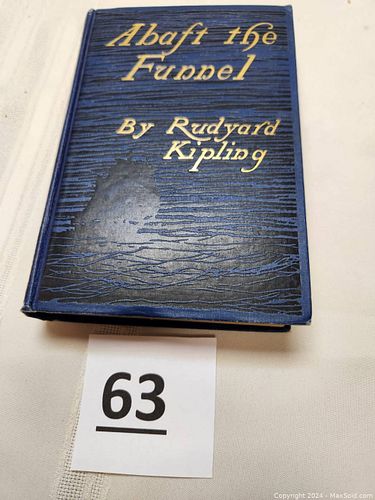 Abaft the
Funnel
By Rudyard
Kipling
63
Copyright 2024 - MaxSold.com